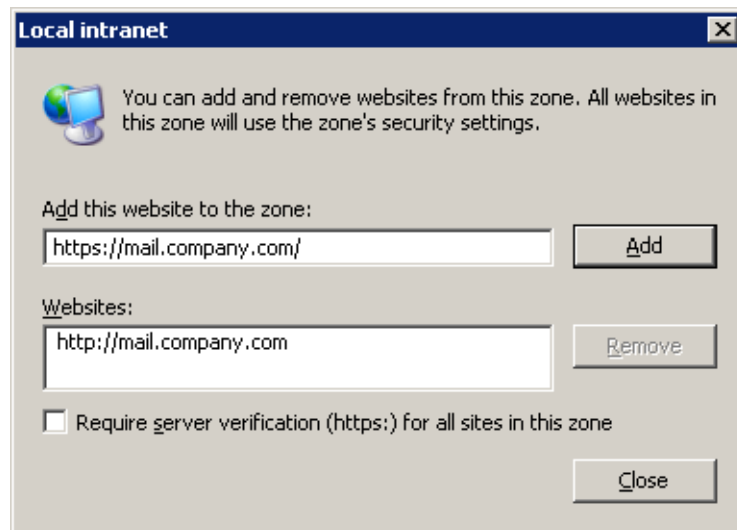 Local intranet
You can add and remove websites from this zone. All websites in
this zone will use the zone's security settings.
Add this website to the zone:
https://mail.company.com/
Add
Websites:
http://mail.company.com
Remove
Require server verification (https:) for all sites in this zone
Close